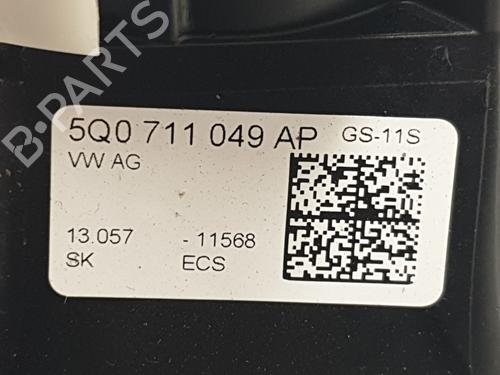 B-PARTS
5Q0 711 049 AP GS-11S
VW AG
13.057 - 11568
SK ECS